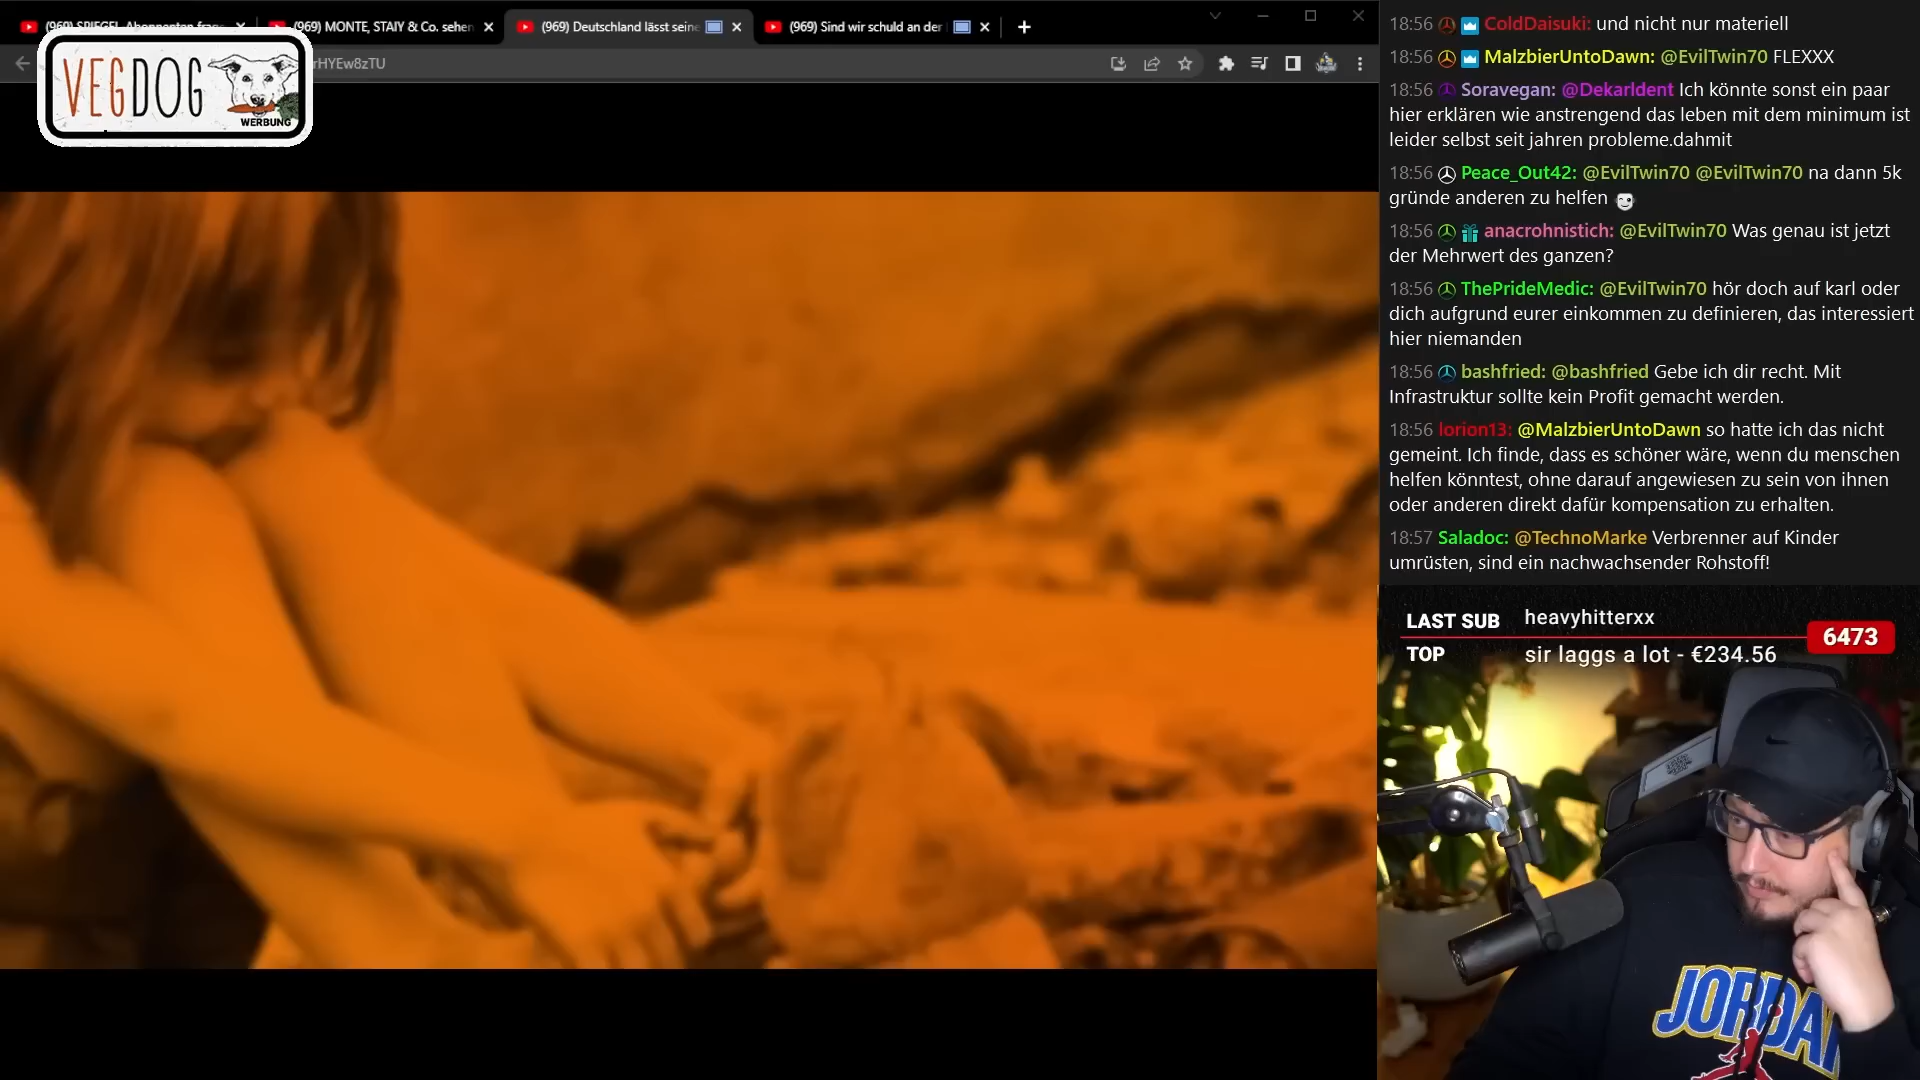 (969) SPIEGEL-Abonnenten frage
(969) MONTE, STAIY & Co. sehen
(969) Deutschland lässt seine
(969) Sind wir schuld an der
rHYEw8zTU
VEGDOG
WERBUNG
18:56 ColdDaisuki: und nicht nur materiell
18:56 MalzbierUntoDawn: @EvilTwin70 FLEXXX
18:56 Soravegan: @DekarIdent Ich könnte sonst ein paar
hier erklären wie anstrengend das leben mit dem minimum ist
leider selbst seit jahren probleme.dahmit
18:56 Peace_Out42: @EvilTwin70 @EvilTwin70 na dann 5k
gründe anderen zu helfen
18:56 anacrohnistich: @EvilTwin70 Was genau ist jetzt
der Mehrwert des ganzen?
18:56 ThePrideMedic: @EvilTwin70 hör doch auf karl oder
dich aufgrund eurer einkommen zu definieren, das interessiert
hier niemanden
18:56 bashfried: @bashfried Gebe ich dir recht. Mit
Infrastruktur sollte kein Profit gemacht werden.
18:56 lorion13: @MalzbierUntoDawn so hatte ich das nicht
gemeint. Ich finde, dass es schöner wäre, wenn du menschen
helfen könntest, ohne darauf angewiesen zu sein von ihnen
oder anderen direkt dafür kompensation zu erhalten.
18:57 Saladoc: @TechnoMarke Verbrenner auf Kinder
umrüsten, sind ein nachwachsender Rohstoff!
LAST SUB heavyhitterxx
6473
TOP sir laggs a lot - €234.56
JORDA